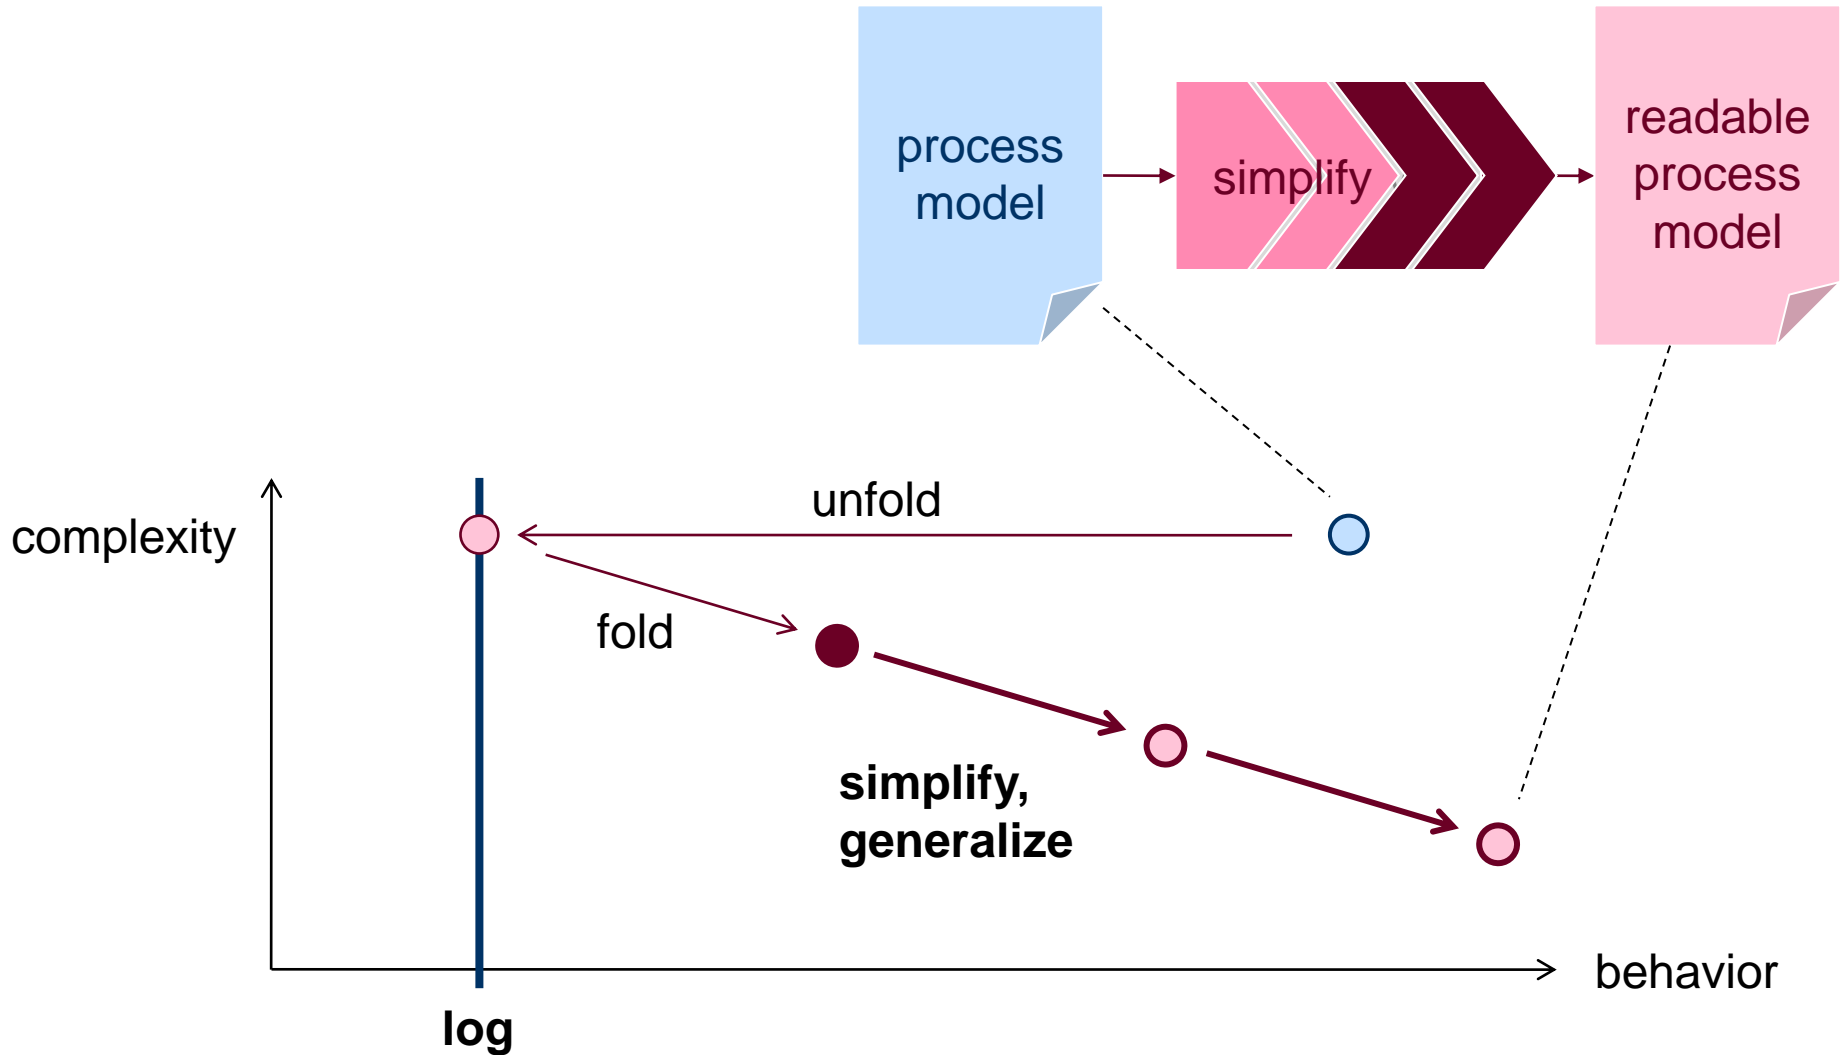 process
model
simplify
readable
process
model
complexity
unfold
fold
simplify,
generalize
behavior
log